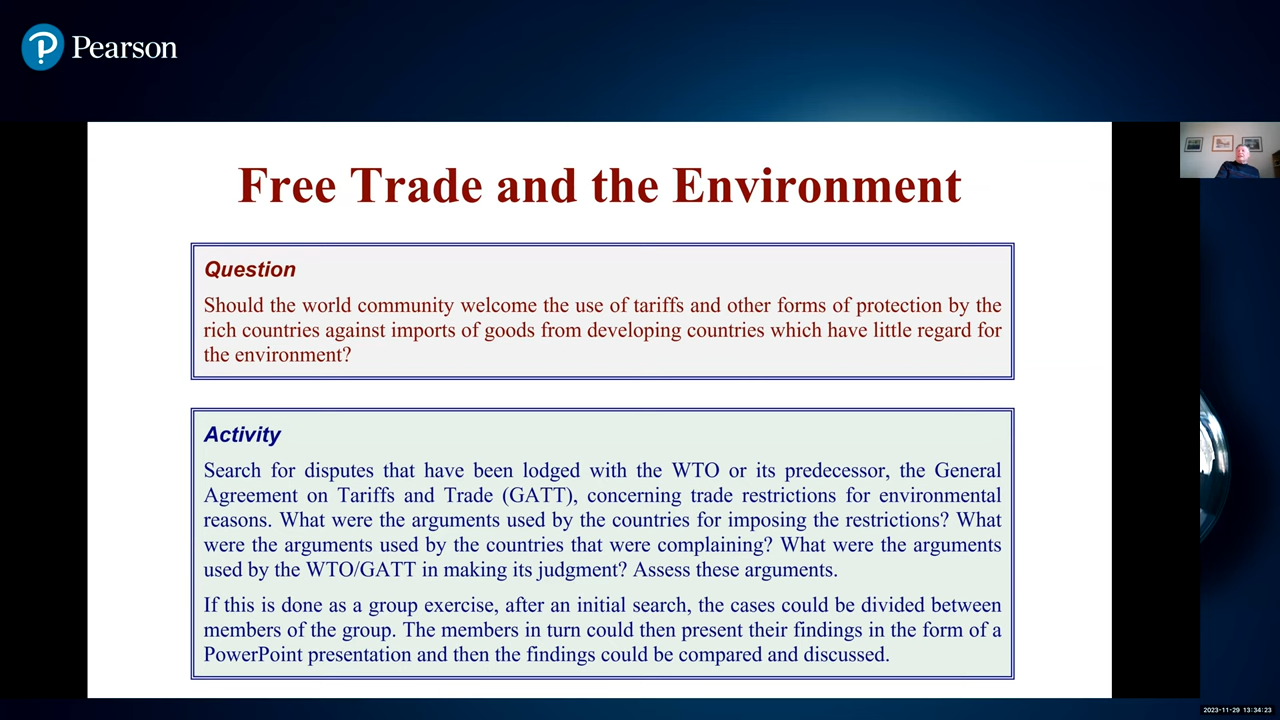 Pearson
Free Trade and the Environment
Question
Should the world community welcome the use of tariffs and other forms of protection by the
rich countries against imports of goods from developing countries which have little regard for
the environment?
Activity
Search for disputes that have been lodged with the WTO or its predecessor, the General
Agreement on Tariffs and Trade (GATT), concerning trade restrictions for environmental
reasons. What were the arguments used by the countries for imposing the restrictions? What
were the arguments used by the countries that were complaining? What were the arguments
used by the WTO/GATT in making its judgment? Assess these arguments.
If this is done as a group exercise, after an initial search, the cases could be divided between
members of the group. The members in turn could then present their findings in the form of a
PowerPoint presentation and then the findings could be compared and discussed.
2023-11-29 13:34:23